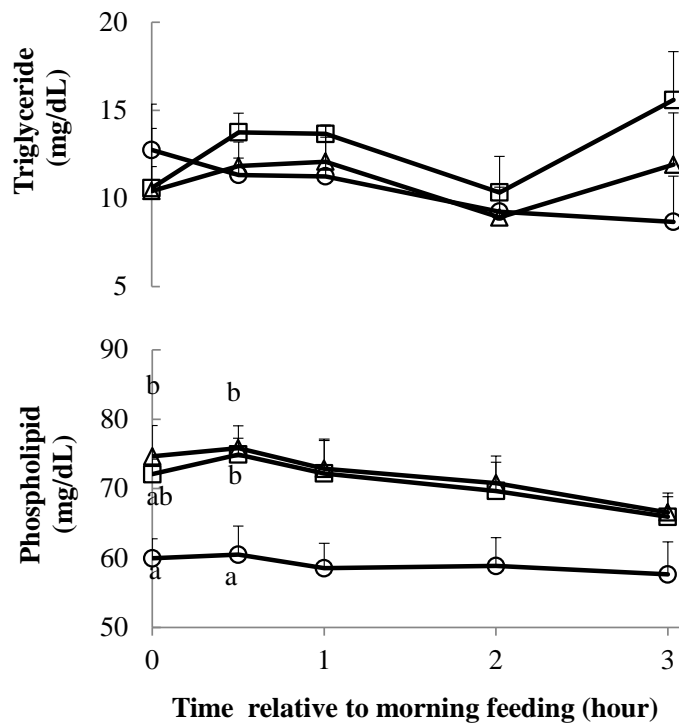 20
15
10
5
Triglyceride
(mg/dL)
90
80
70
60
50
Phospholipid
(mg/dL)
b b
b
ab
a a
0 1 2 3
Time relative to morning feeding (hour)